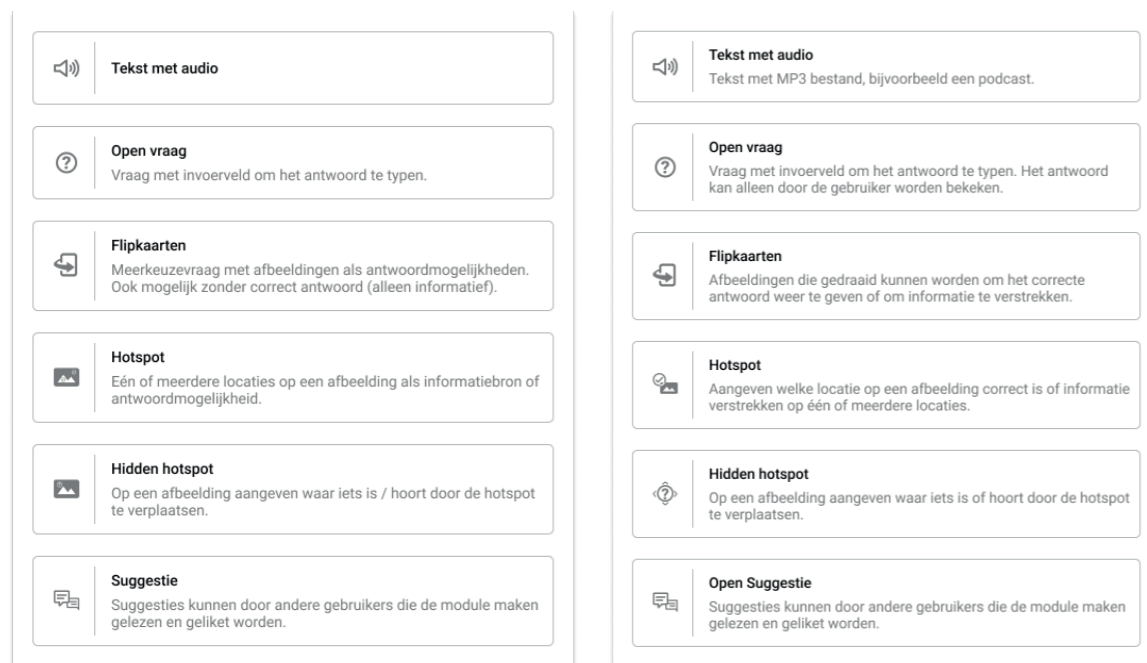 Tekst met audio
Open vraag
Vraag met invoerveld om het antwoord te typen.
Flipkaarten
Meerkeuzevraag met afbeeldingen als antwoordmogelijkheden.
Ook mogelijk zonder correct antwoord (alleen informatief).
Hotspot
Eén of meerdere locaties op een afbeelding als informatiebron of
antwoordmogelijkheid.
Hidden hotspot
Op een afbeelding aangeven waar iets is / hoort door de hotspot
te verplaatsen.
Suggestie
Suggesties kunnen door andere gebruikers die de module maken
gelezen en geliket worden.
Tekst met audio
Tekst met MP3 bestand, bijvoorbeeld een podcast.
Open vraag
Vraag met invoerveld om het antwoord te typen. Het antwoord
kan alleen door de gebruiker worden bekeken.
Flipkaarten
Afbeeldingen die gedraaid kunnen worden om het correcte
antwoord weer te geven of om informatie te verstrekken.
Hotspot
Aangeven welke locatie op een afbeelding correct is of informatie
verstrekken op één of meerdere locaties.
Hidden hotspot
Op een afbeelding aangeven waar iets is of hoort door de hotspot
te verplaatsen.
Open Suggestie
Suggesties kunnen door andere gebruikers die de module maken
gelezen en geliket worden.